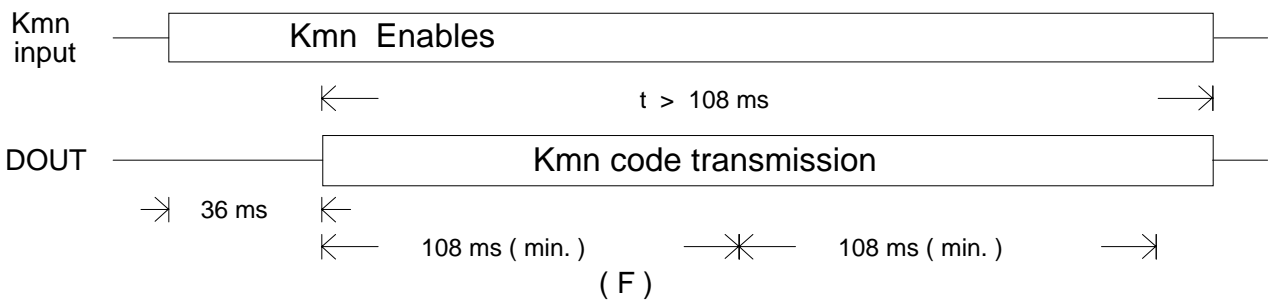 Kmn
input
Kmn Enables
t > 108 ms
DOUT
Kmn code transmission
36 ms
108 ms ( min. )
108 ms ( min. )
( F )